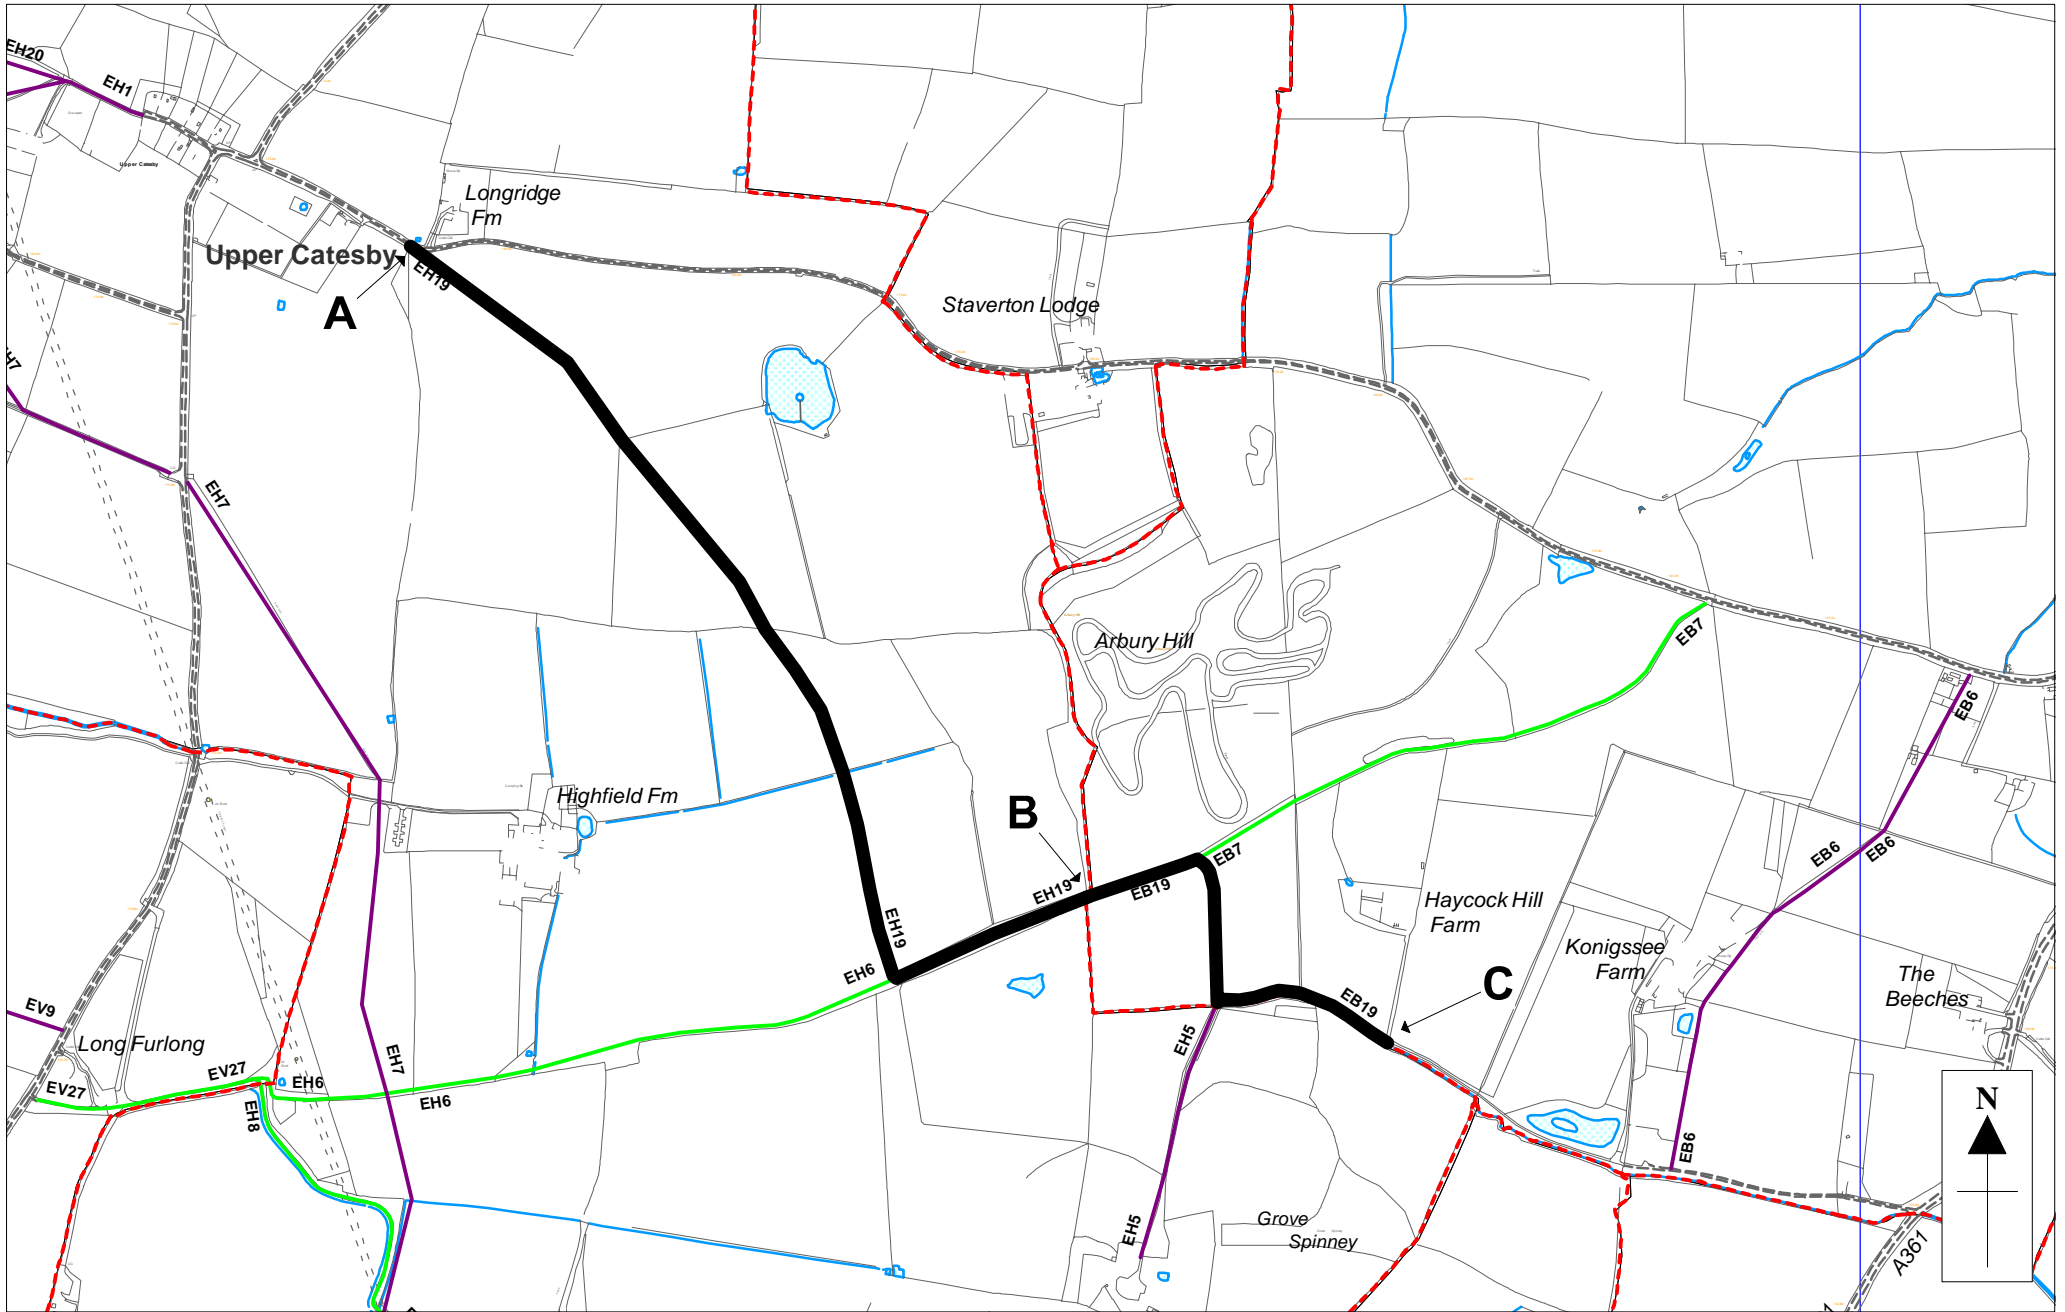 EH20
EH1
Upper Catesby
Longridge
Fm
Upper Catesby
EH19
A
Staverton Lodge
EH7
EH7
Arbury Hill
EB7
EB6
Highfield Fm
B
EH19
EB19
EB7
EB6
EB6
EH19
EH6
Haycock Hill
Farm
Konigssee
Farm
The
Beeches
C
EB19
EV9
Long Furlong
EV27
EV27
EH6
EH8
EH7
EH6
EH5
EH5
Grove
Spinney
EB6
A361
N